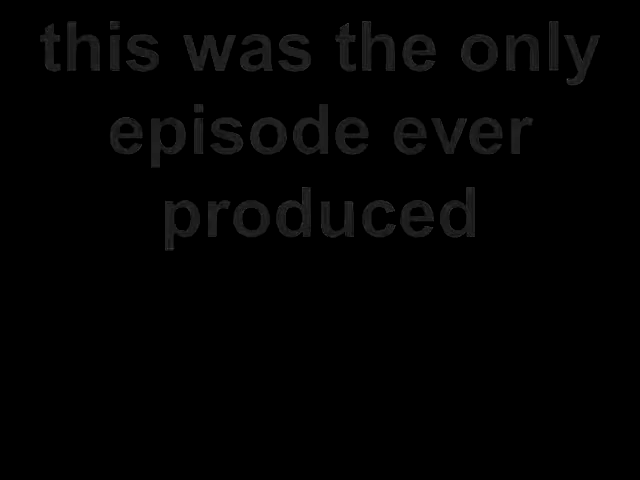 this was the only
episode ever
produced